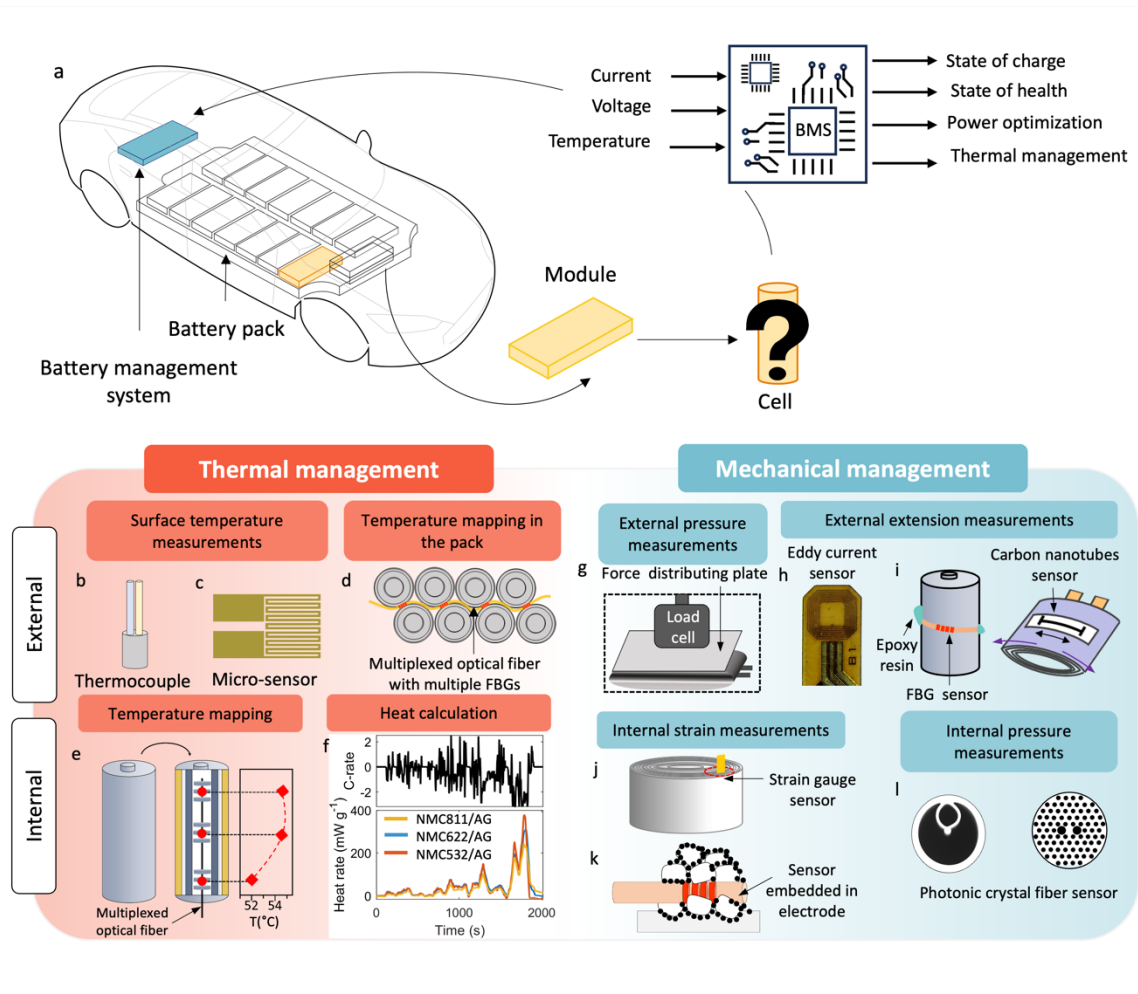 a
Current
Voltage
Temperature
BMS
State of charge
State of health
Power optimization
Thermal management
Module
Battery pack
Battery management
system
Cell
Thermal management
Mechanical management
External
Internal
Surface temperature
measurements
Temperature mapping in
the pack
b
Thermocouple
c
Micro-sensor
d
Multiplexed optical fiber
with multiple FBGs
Temperature mapping
Heat calculation
e
Multiplexed
optical fiber
52
54
T(°C)
f
2
0
-2
C-rate
400
200
0
Heat rate (mW g⁻¹)
NMC811/AG
NMC622/AG
NMC532/AG
0
1000
2000
Time (s)
External pressure
measurements
External extension measurements
g
Force distributing plate
Load
cell
Eddy current
sensor
h
81
i
Epoxy
resin
FBG sensor
Carbon nanotubes
sensor
Internal strain measurements
Internal pressure
measurements
j
Strain gauge
sensor
k
Sensor
embedded in
electrode
l
Photonic crystal fiber sensor